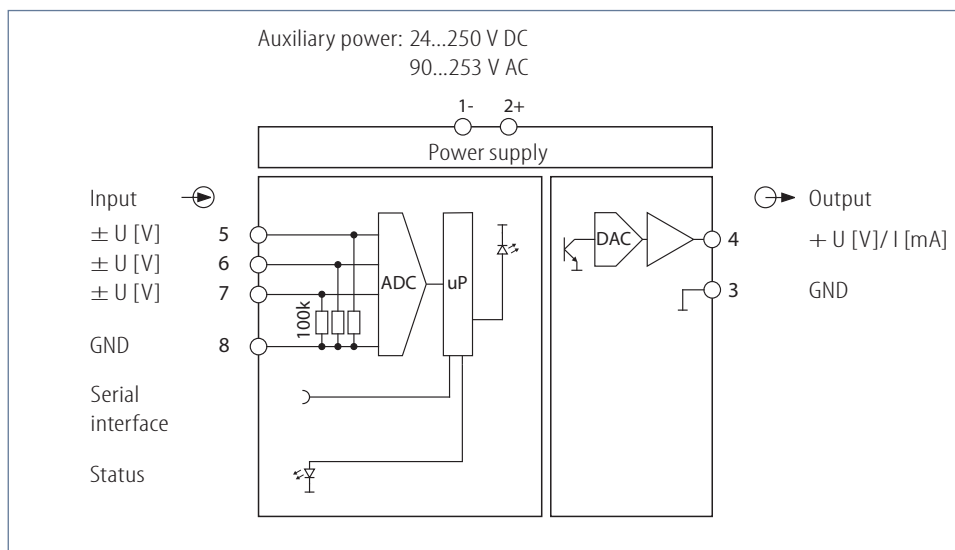 Auxiliary power: 24...250 V DC
90...253 V AC
1- 2+
Power supply
Input
Output
± U [V] 5
DAC
4 + U [V]/ I [mA]
± U [V] 6
ADC
uP
± U [V] 7
3 GND
100k
GND 8
Serial
interface
Status